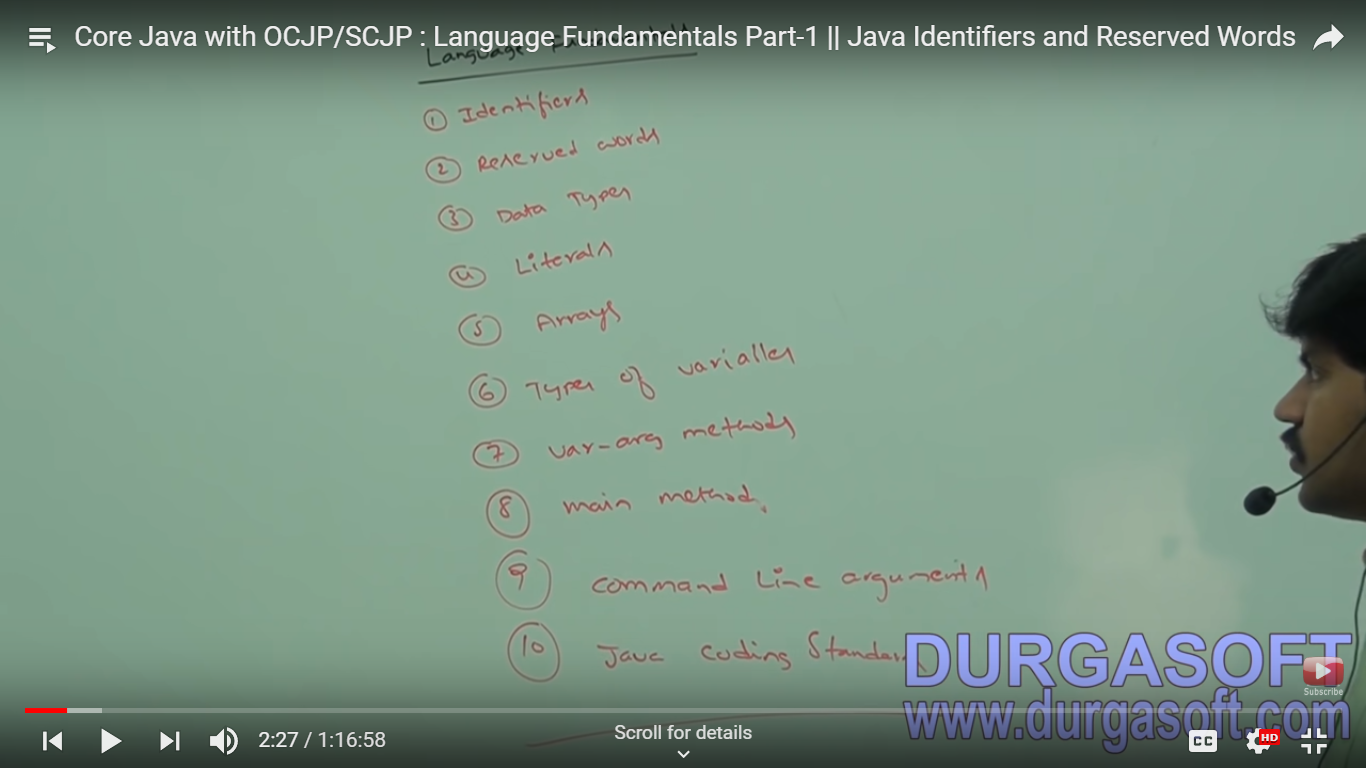 Core Java with OCJP/SCJP : Language Fundamentals Part-1 || Java Identifiers and Reserved Words
Language Fundamentals
1 Identifiers
2 Reserved words
3 Data Types
4 Literals
5 Arrays
6 Types of variables
7 var-arg methods
8 main method
9 command line arguments
10 Java coding Standards
DURGASOFT
www.durgasoft.com
Subscribe
2:27 / 1:16:58
Scroll for details
CC
HD